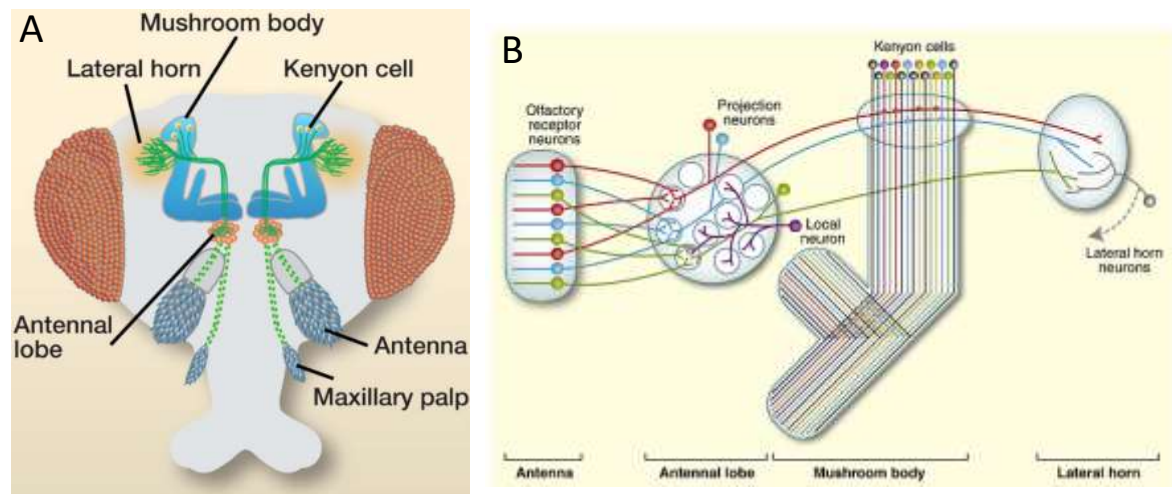 A
Mushroom body
Lateral horn
Kenyon cell
Antennal
lobe
Antenna
Maxillary palp
B
Kenyon cells
Olfactory
receptor
neurons
Projection
neurons
Local
neuron
Lateral horn
neurons
Antenna
Antennal lobe
Mushroom body
Lateral horn